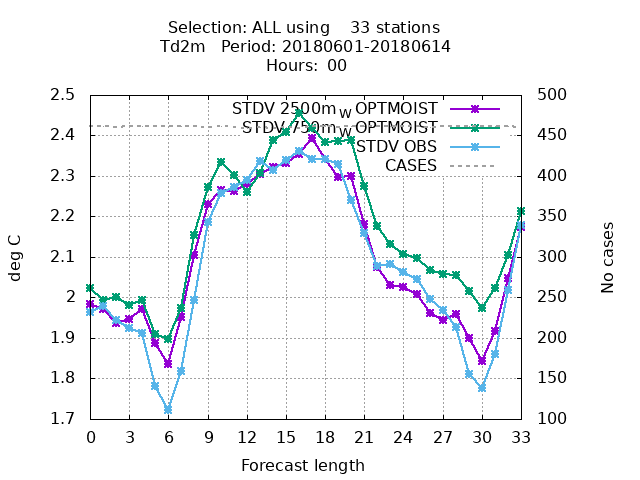 Selection: ALL using 33 stations
Td2m Period: 20180601-20180614
Hours: 00
2.5
2.4
2.3
2.2
2.1
2
1.9
1.8
1.7
500
450
400
350
300
250
200
150
100
deg C
No cases
STDV 2500m_W OPTMOIST
STDV 750m_W OPTMOIST
STDV OBS
CASES
0 3 6 9 12 15 18 21 24 27 30 33
Forecast length